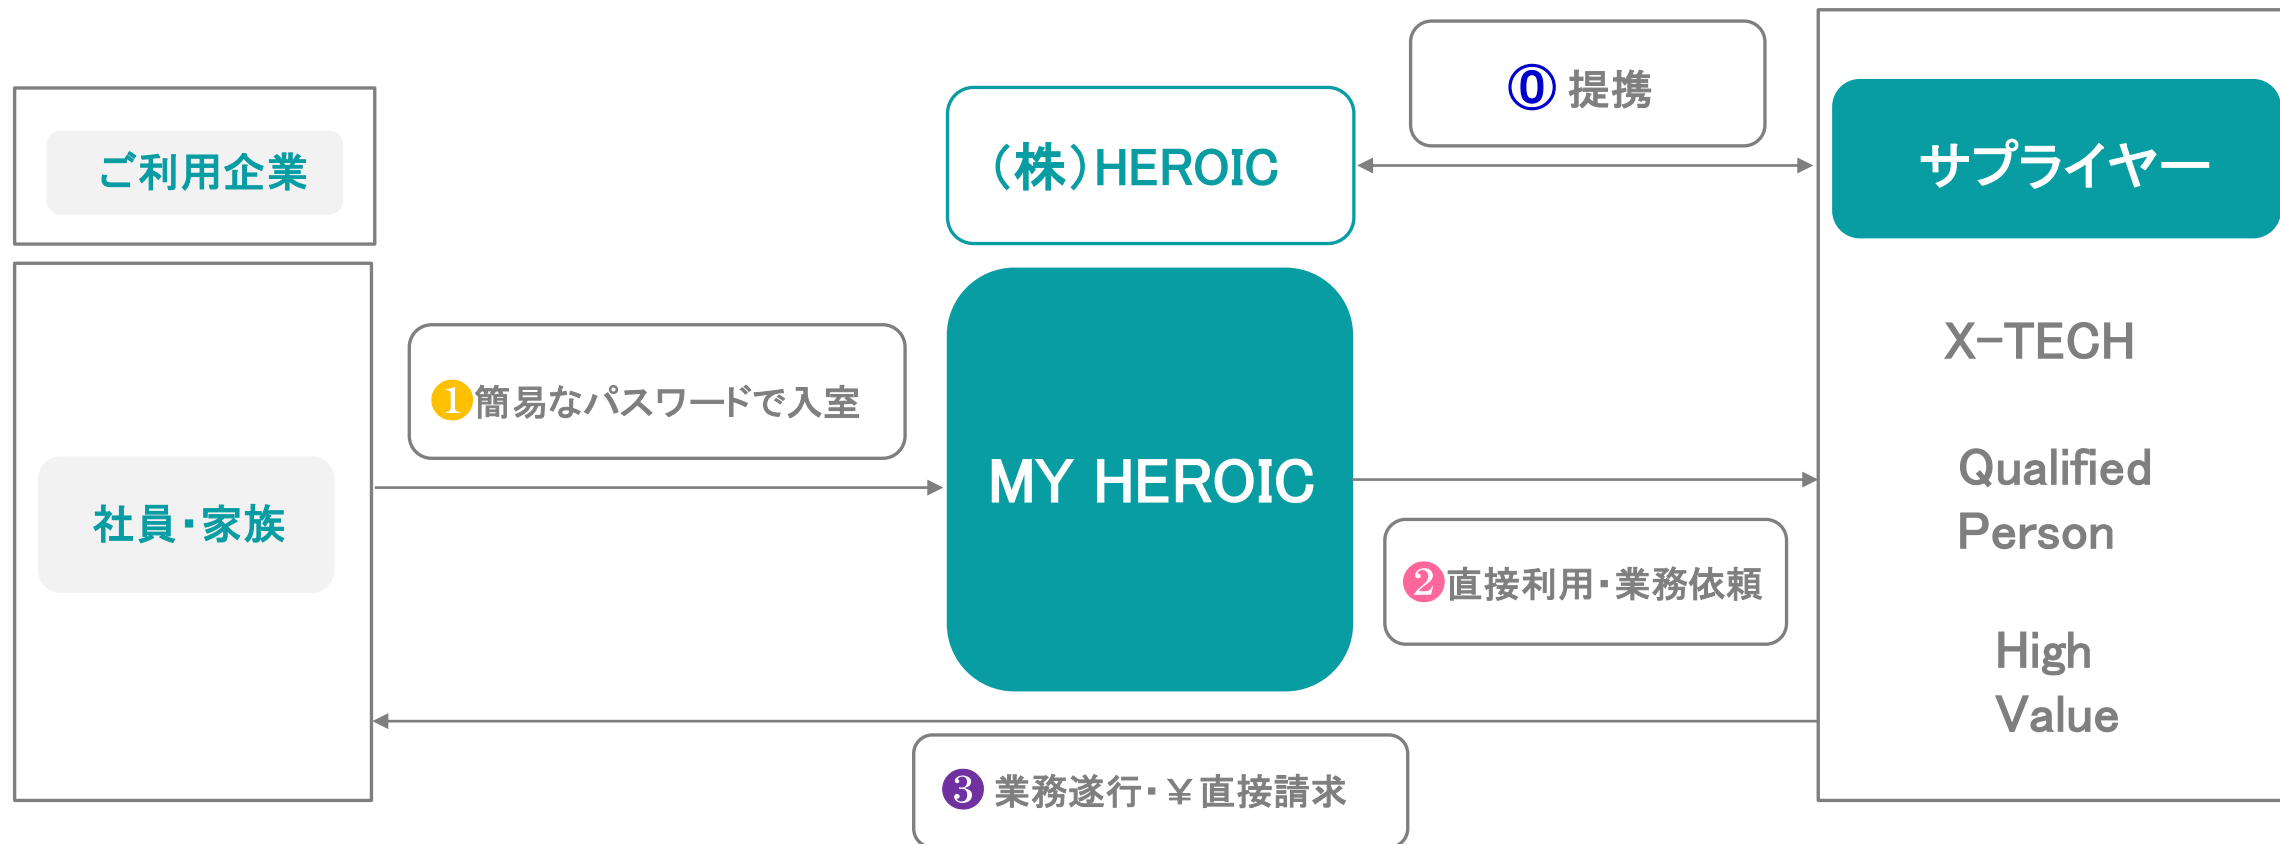 ⓪ 提携
ご利用企業
（株）HEROIC
サプライヤー
X-TECH
❶簡易なパスワードで入室
Qualified
Person
MY HEROIC
社員・家族
❷直接利用・業務依頼
High
Value
❸ 業務遂行・￥直接請求